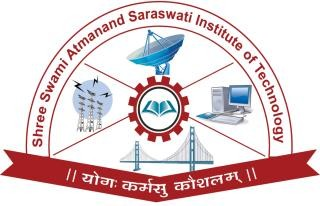 Shree Swami Atmanand Saraswati Institute of Technology
|| योगः कर्मसु कौशलम् ||